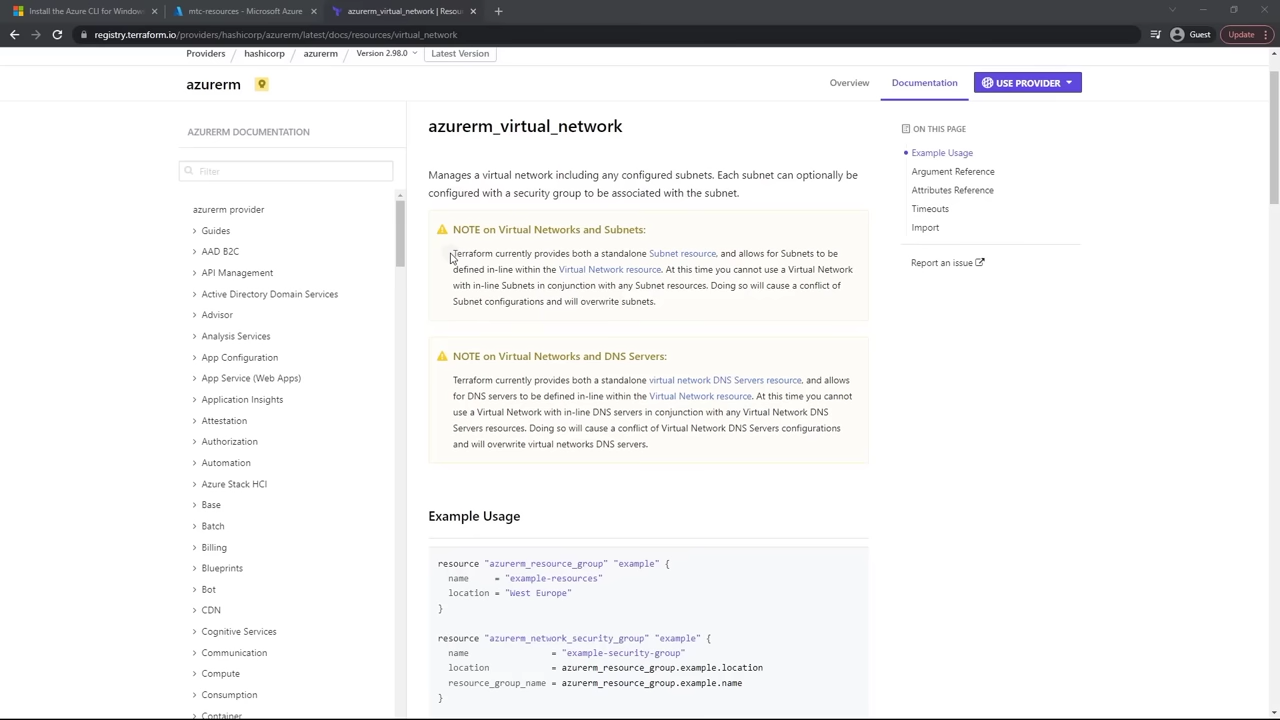 Install the Azure CLI for Window
mtc-resources - Microsoft Azure
azurerm_virtual_network | Resou
registry.terraform.io/providers/hashicorp/azurerm/latest/docs/resources/virtual_network
Guest
Update
Providers / hashicorp / azurerm / Version 2.98.0 Latest Version
azurerm
Overview
Documentation
USE PROVIDER
AZURERM DOCUMENTATION
Filter
azurerm provider
Guides
AAD B2C
API Management
Active Directory Domain Services
Advisor
Analysis Services
App Configuration
App Service (Web Apps)
Application Insights
Attestation
Authorization
Automation
Azure Stack HCI
Base
Batch
Billing
Blueprints
Bot
CDN
Cognitive Services
Communication
Compute
Consumption
Container
azurerm_virtual_network
Manages a virtual network including any configured subnets. Each subnet can optionally be
configured with a security group to be associated with the subnet.
NOTE on Virtual Networks and Subnets:
Terraform currently provides both a standalone Subnet resource, and allows for Subnets to be
defined in-line within the Virtual Network resource. At this time you cannot use a Virtual Network
with in-line Subnets in conjunction with any Subnet resources. Doing so will cause a conflict of
Subnet configurations and will overwrite subnets.
NOTE on Virtual Networks and DNS Servers:
Terraform currently provides both a standalone virtual network DNS Servers resource, and allows
for DNS servers to be defined in-line within the Virtual Network resource. At this time you cannot
use a Virtual Network with in-line DNS servers in conjunction with any Virtual Network DNS
Servers resources. Doing so will cause a conflict of Virtual Network DNS Servers configurations
and will overwrite virtual networks DNS servers.
Example Usage
resource "azurerm_resource_group" "example" {
name = "example-resources"
location = "West Europe"
}
resource "azurerm_network_security_group" "example" {
name = "example-security-group"
location = azurerm_resource_group.example.location
resource_group_name = azurerm_resource_group.example.name
}
ON THIS PAGE
Example Usage
Argument Reference
Attributes Reference
Timeouts
Import
Report an issue